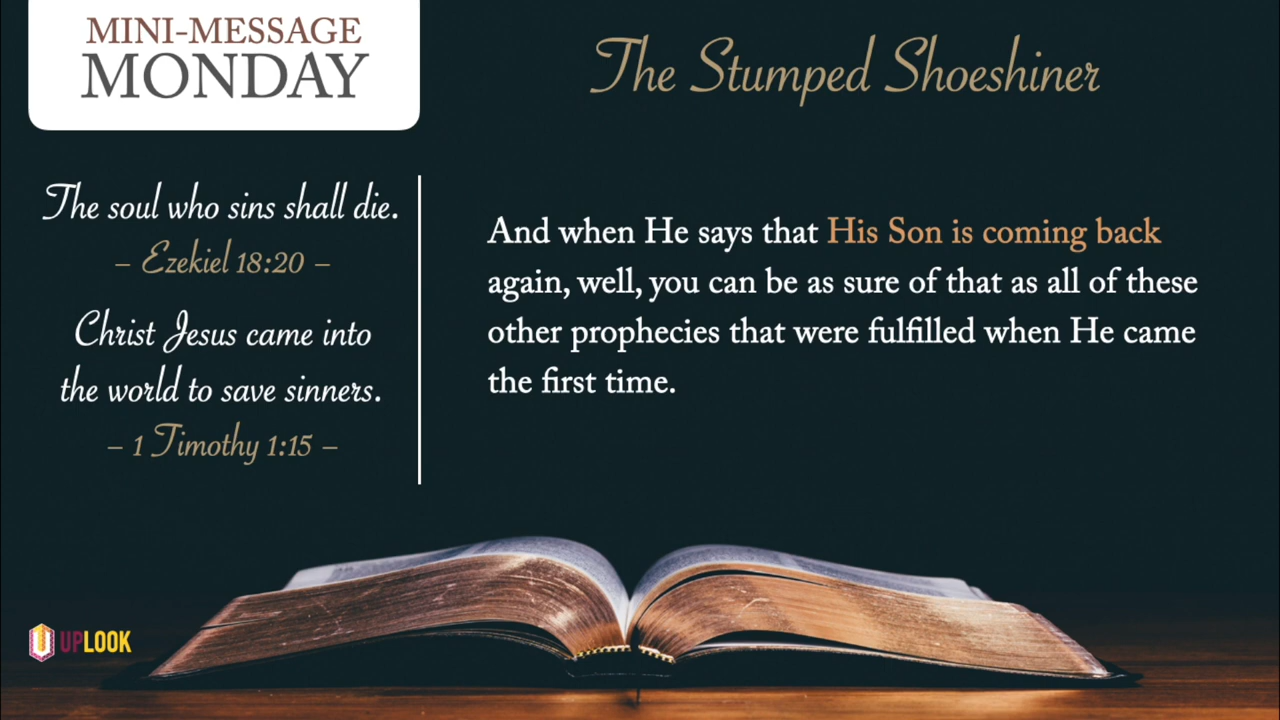 MINI-MESSAGE
MONDAY
The Stumped Shoeshiner
The soul who sins shall die.
– Ezekiel 18:20 –
Christ Jesus came into
the world to save sinners.
– 1 Timothy 1:15 –
And when He says that His Son is coming back
again, well, you can be as sure of that as all of these
other prophecies that were fulfilled when He came
the first time.
UPLOOK